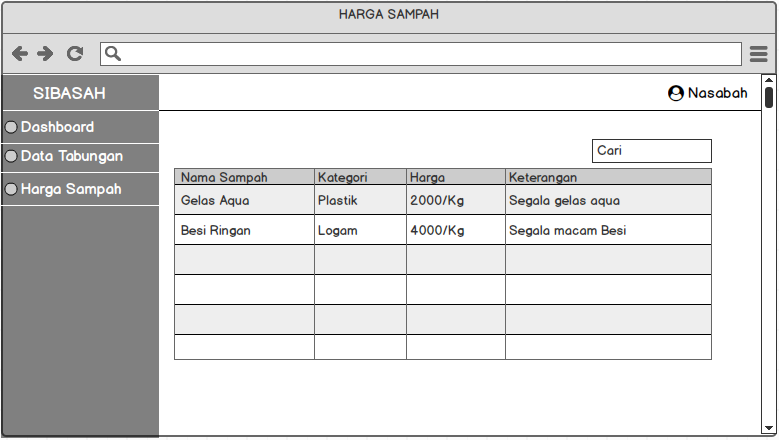 HARGA SAMPAH
SIBASAH
Nasabah
Dashboard
Data Tabungan
Harga Sampah
Cari
Nama Sampah Kategori Harga Keterangan
Gelas Aqua Plastik 2000/Kg Segala gelas aqua
Besi Ringan Logam 4000/Kg Segala macam Besi